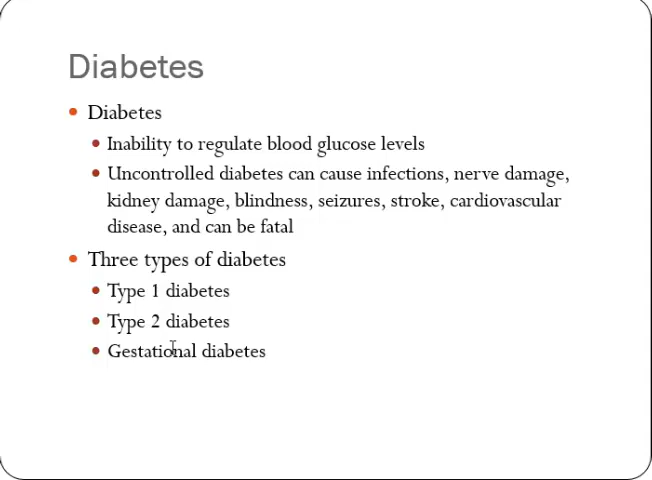 Diabetes
Diabetes
Inability to regulate blood glucose levels
Uncontrolled diabetes can cause infections, nerve damage,
kidney damage, blindness, seizures, stroke, cardiovascular
disease, and can be fatal
Three types of diabetes
Type 1 diabetes
Type 2 diabetes
Gestational diabetes